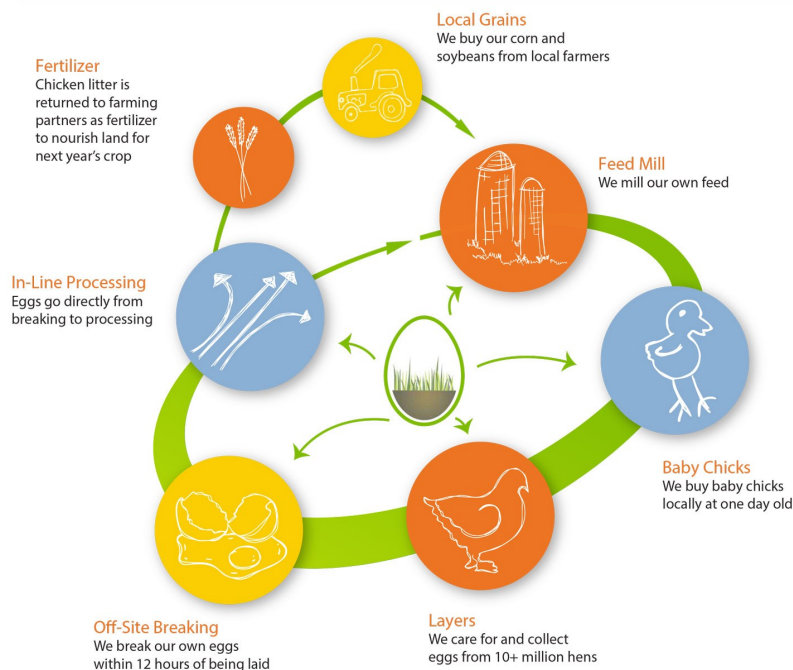 Local Grains
We buy our corn and
soybeans from local farmers
Fertilizer
Chicken litter is
returned to farming
partners as fertilizer
to nourish land for
next year's crop
Feed Mill
We mill our own feed
In-Line Processing
Eggs go directly from
breaking to processing
Baby Chicks
We buy baby chicks
locally at one day old
Layers
We care for and collect
eggs from 10+ million hens
Off-Site Breaking
We break our own eggs
within 12 hours of being laid